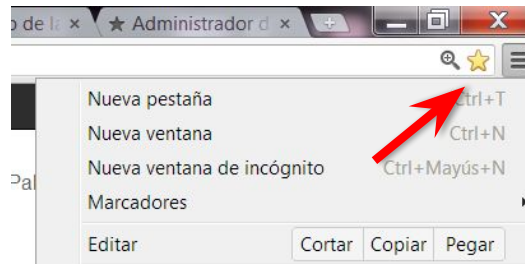 de la Administrador d
Nueva pestaña Ctrl+T
Nueva ventana Ctrl+N
Nueva ventana de incógnito Ctrl+Mayús+N
Pal
Marcadores
Editar Cortar Copiar Pegar